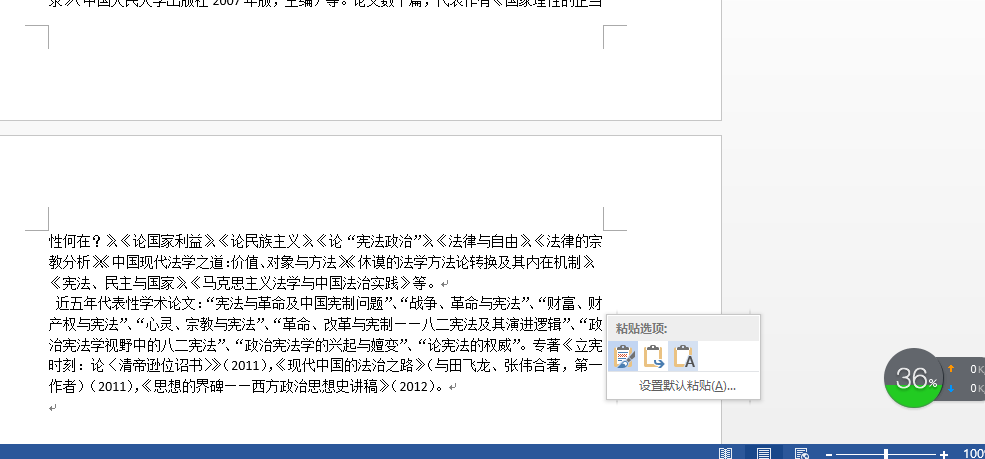 录》（中国人民大学出版社 2007 年版，主编）等。论文数十篇，代表作有《国家理性的正当
性何在？》、《论国家利益》、《论民族主义》、《论“宪法政治”》、《法律与自由》、《法律的宗
教分析》、《中国现代法学之道：价值、对象与方法》、《休谟的法学方法论转换及其内在机制》、
《宪法、民主与国家》、《马克思主义法学与中国法治实践》等。
近五年代表性学术论文：“宪法与革命及中国宪制问题”、“战争、革命与宪法”、“财富、财
产权与宪法”、“心灵、宗教与宪法”、“革命、改革与宪制——八二宪法及其演进逻辑”、“政
治宪法学视野中的八二宪法”、“政治宪法学的兴起与嬗变”、“论宪法的权威”。专著《立宪
时刻：论〈清帝逊位诏书〉》（2011），《现代中国的法治之路》（与田飞龙、张伟合著，第一
作者）（2011），《思想的界碑——西方政治思想史讲稿》（2012）。
粘贴选项:
A
设置默认粘贴(A)...
36%
0K
0K
100%